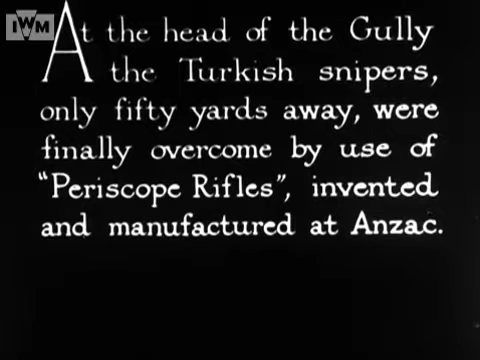 IWM
At the head of the Gully
the Turkish snipers,
only fifty yards away, were
finally overcome by use of
"Periscope Rifles", invented
and manufactured at Anzac.